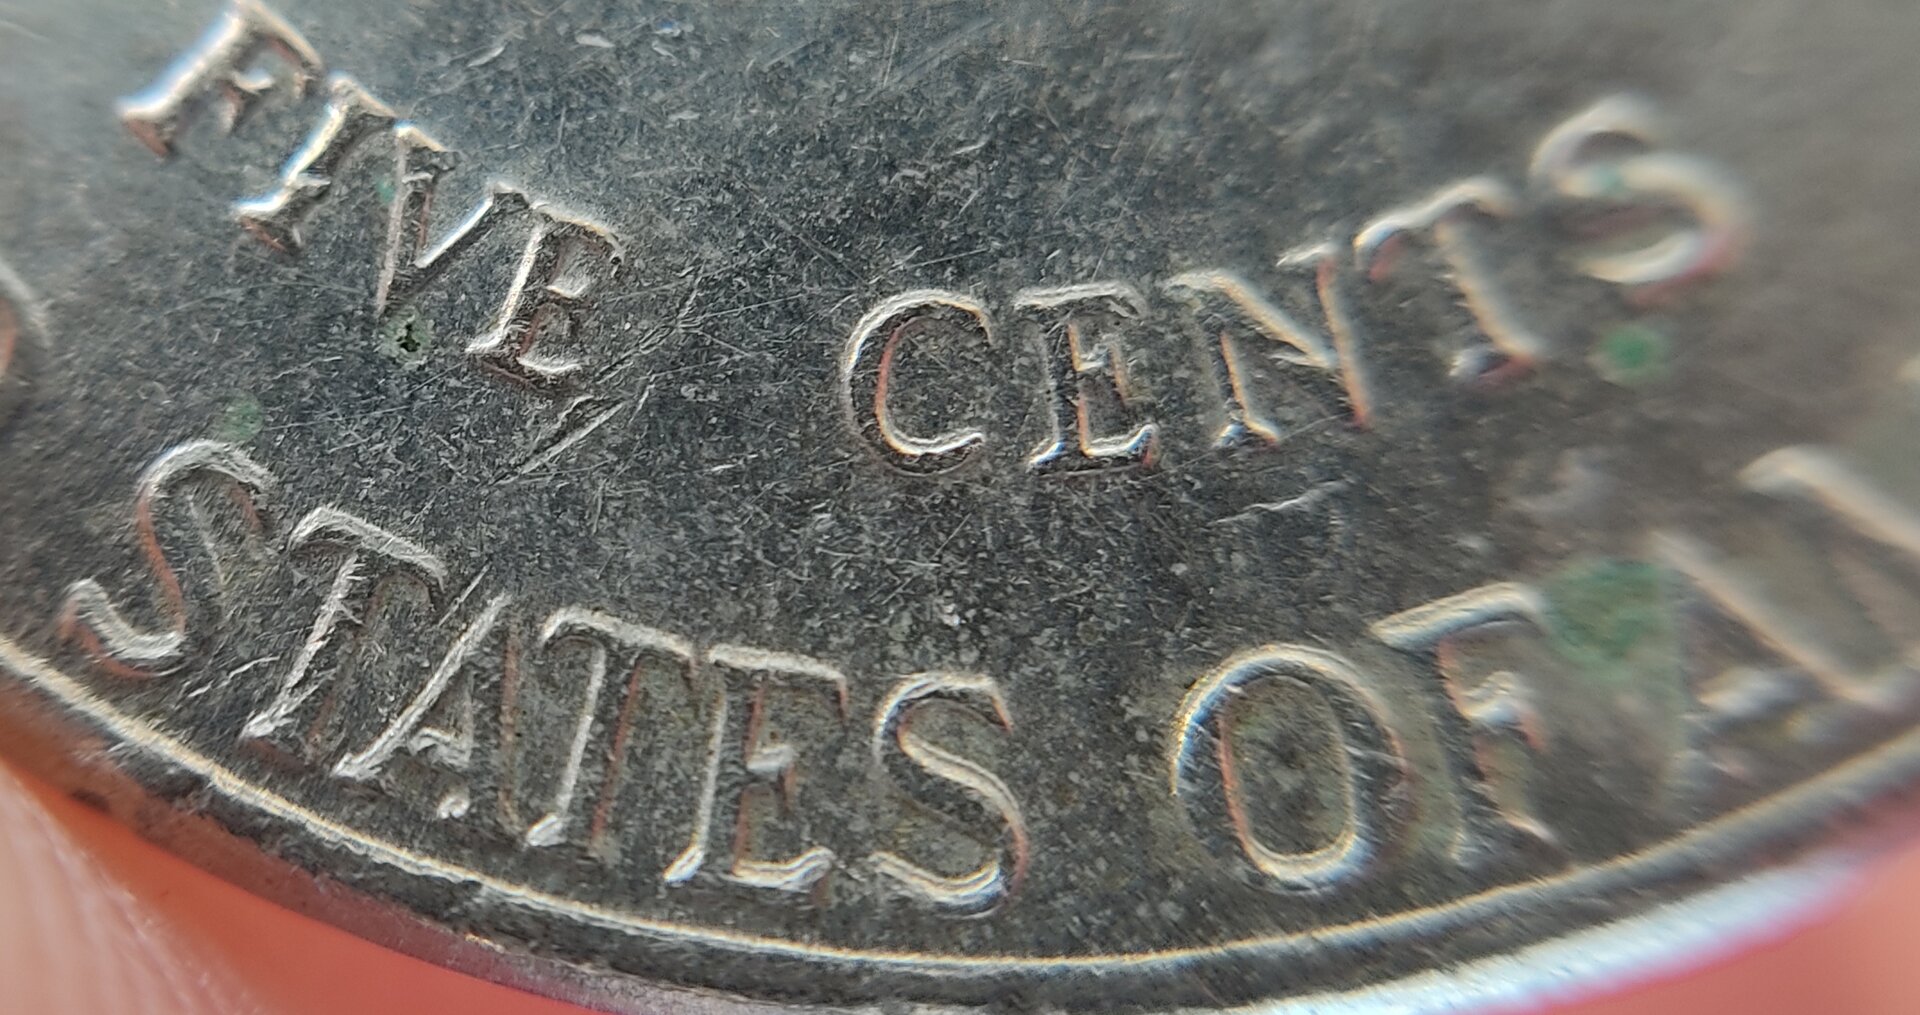 FIVE CENTS
STATES OF